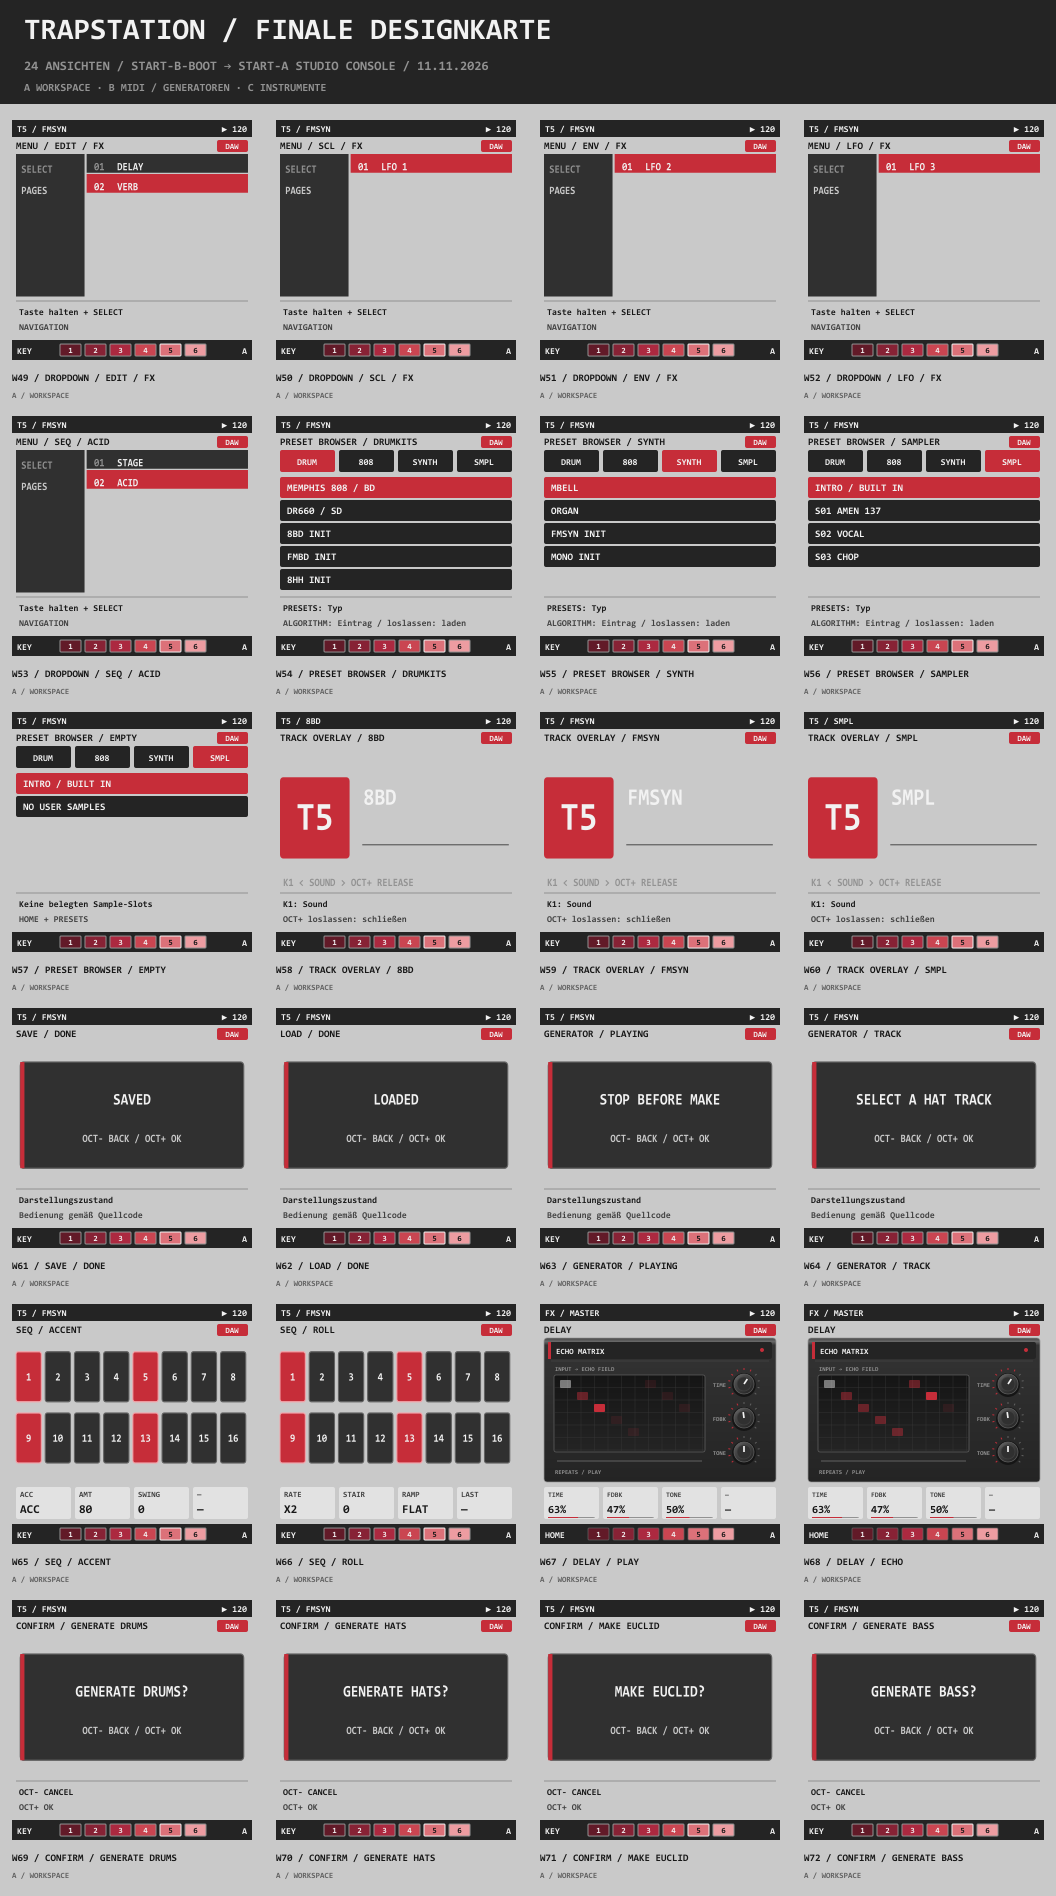 TRAPSTATION / FINALE DESIGNKARTE
24 ANSICHTEN / START-B-BOOT → START-A STUDIO CONSOLE / 11.11.2026
A WORKSPACE · B MIDI / GENERATOREN · C INSTRUMENTE
T5 / FMSYN ▶ 120
MENU / EDIT / FX DAW
SELECT 01 DELAY
PAGES 02 VERB
Taste halten + SELECT
NAVIGATION
KEY 1 2 3 4 5 6 A
W49 / DROPDOWN / EDIT / FX
A / WORKSPACE
T5 / FMSYN ▶ 120
MENU / SCL / FX DAW
SELECT 01 LFO 1
PAGES
Taste halten + SELECT
NAVIGATION
KEY 1 2 3 4 5 6 A
W50 / DROPDOWN / SCL / FX
A / WORKSPACE
T5 / FMSYN ▶ 120
MENU / ENV / FX DAW
SELECT 01 LFO 2
PAGES
Taste halten + SELECT
NAVIGATION
KEY 1 2 3 4 5 6 A
W51 / DROPDOWN / ENV / FX
A / WORKSPACE
T5 / FMSYN ▶ 120
MENU / LFO / FX DAW
SELECT 01 LFO 3
PAGES
Taste halten + SELECT
NAVIGATION
KEY 1 2 3 4 5 6 A
W52 / DROPDOWN / LFO / FX
A / WORKSPACE
T5 / FMSYN ▶ 120
MENU / SEQ / ACID DAW
SELECT 01 STAGE
PAGES 02 ACID
Taste halten + SELECT
NAVIGATION
KEY 1 2 3 4 5 6 A
W53 / DROPDOWN / SEQ / ACID
A / WORKSPACE
T5 / FMSYN ▶ 120
PRESET BROWSER / DRUMKITS DAW
DRUM 808 SYNTH SMPL
MEMPHIS 808 / BD
DR660 / SD
8BD INIT
FMBD INIT
8HH INIT
PRESETS: Typ
ALGORITHM: Eintrag / loslassen: laden
KEY 1 2 3 4 5 6 A
W54 / PRESET BROWSER / DRUMKITS
A / WORKSPACE
T5 / FMSYN ▶ 120
PRESET BROWSER / SYNTH DAW
DRUM 808 SYNTH SMPL
MBELL
ORGAN
FMSYN INIT
MONO INIT
PRESETS: Typ
ALGORITHM: Eintrag / loslassen: laden
KEY 1 2 3 4 5 6 A
W55 / PRESET BROWSER / SYNTH
A / WORKSPACE
T5 / FMSYN ▶ 120
PRESET BROWSER / SAMPLER DAW
DRUM 808 SYNTH SMPL
INTRO / BUILT IN
S01 AMEN 137
S02 VOCAL
S03 CHOP
PRESETS: Typ
ALGORITHM: Eintrag / loslassen: laden
KEY 1 2 3 4 5 6 A
W56 / PRESET BROWSER / SAMPLER
A / WORKSPACE
T5 / FMSYN ▶ 120
PRESET BROWSER / EMPTY DAW
DRUM 808 SYNTH SMPL
INTRO / BUILT IN
NO USER SAMPLES
Keine belegten Sample-Slots
HOME + PRESETS
KEY 1 2 3 4 5 6 A
W57 / PRESET BROWSER / EMPTY
A / WORKSPACE
T5 / 8BD ▶ 120
TRACK OVERLAY / 8BD DAW
T5 8BD
K1 < SOUND > OCT+ RELEASE
K1: Sound
OCT+ loslassen: schließen
KEY 1 2 3 4 5 6 A
W58 / TRACK OVERLAY / 8BD
A / WORKSPACE
T5 / FMSYN ▶ 120
TRACK OVERLAY / FMSYN DAW
T5 FMSYN
K1 < SOUND > OCT+ RELEASE
K1: Sound
OCT+ loslassen: schließen
KEY 1 2 3 4 5 6 A
W59 / TRACK OVERLAY / FMSYN
A / WORKSPACE
T5 / SMPL ▶ 120
TRACK OVERLAY / SMPL DAW
T5 SMPL
K1 < SOUND > OCT+ RELEASE
K1: Sound
OCT+ loslassen: schließen
KEY 1 2 3 4 5 6 A
W60 / TRACK OVERLAY / SMPL
A / WORKSPACE
T5 / FMSYN ▶ 120
SAVE / DONE DAW
SAVED
OCT- BACK / OCT+ OK
Darstellungszustand
Bedienung gemäß Quellcode
KEY 1 2 3 4 5 6 A
W61 / SAVE / DONE
A / WORKSPACE
T5 / FMSYN ▶ 120
LOAD / DONE DAW
LOADED
OCT- BACK / OCT+ OK
Darstellungszustand
Bedienung gemäß Quellcode
KEY 1 2 3 4 5 6 A
W62 / LOAD / DONE
A / WORKSPACE
T5 / FMSYN ▶ 120
GENERATOR / PLAYING DAW
STOP BEFORE MAKE
OCT- BACK / OCT+ OK
Darstellungszustand
Bedienung gemäß Quellcode
KEY 1 2 3 4 5 6 A
W63 / GENERATOR / PLAYING
A / WORKSPACE
T5 / FMSYN ▶ 120
GENERATOR / TRACK DAW
SELECT A HAT TRACK
OCT- BACK / OCT+ OK
Darstellungszustand
Bedienung gemäß Quellcode
KEY 1 2 3 4 5 6 A
W64 / GENERATOR / TRACK
A / WORKSPACE
T5 / FMSYN ▶ 120
SEQ / ACCENT DAW
1 2 3 4 5 6 7 8
9 10 11 12 13 14 15 16
ACC AMT SWING —
ACC 80 0 —
KEY 1 2 3 4 5 6 A
W65 / SEQ / ACCENT
A / WORKSPACE
T5 / FMSYN ▶ 120
SEQ / ROLL DAW
1 2 3 4 5 6 7 8
9 10 11 12 13 14 15 16
RATE STAIR RAMP LAST
X2 0 FLAT —
KEY 1 2 3 4 5 6 A
W66 / SEQ / ROLL
A / WORKSPACE
FX / MASTER ▶ 120
DELAY DAW
ECHO MATRIX
INPUT → ECHO FIELD
TIME
FDBK
TONE
REPEATS / PLAY
TIME FDBK TONE —
63% 47% 50% —
HOME 1 2 3 4 5 6 A
W67 / DELAY / PLAY
A / WORKSPACE
FX / MASTER ▶ 120
DELAY DAW
ECHO MATRIX
INPUT → ECHO FIELD
TIME
FDBK
TONE
REPEATS / PLAY
TIME FDBK TONE —
63% 47% 50% —
HOME 1 2 3 4 5 6 A
W68 / DELAY / ECHO
A / WORKSPACE
T5 / FMSYN ▶ 120
CONFIRM / GENERATE DRUMS DAW
GENERATE DRUMS?
OCT- BACK / OCT+ OK
OCT- CANCEL
OCT+ OK
KEY 1 2 3 4 5 6 A
W69 / CONFIRM / GENERATE DRUMS
A / WORKSPACE
T5 / FMSYN ▶ 120
CONFIRM / GENERATE HATS DAW
GENERATE HATS?
OCT- BACK / OCT+ OK
OCT- CANCEL
OCT+ OK
KEY 1 2 3 4 5 6 A
W70 / CONFIRM / GENERATE HATS
A / WORKSPACE
T5 / FMSYN ▶ 120
CONFIRM / MAKE EUCLID DAW
MAKE EUCLID?
OCT- BACK / OCT+ OK
OCT- CANCEL
OCT+ OK
KEY 1 2 3 4 5 6 A
W71 / CONFIRM / MAKE EUCLID
A / WORKSPACE
T5 / FMSYN ▶ 120
CONFIRM / GENERATE BASS DAW
GENERATE BASS?
OCT- BACK / OCT+ OK
OCT- CANCEL
OCT+ OK
KEY 1 2 3 4 5 6 A
W72 / CONFIRM / GENERATE BASS
A / WORKSPACE